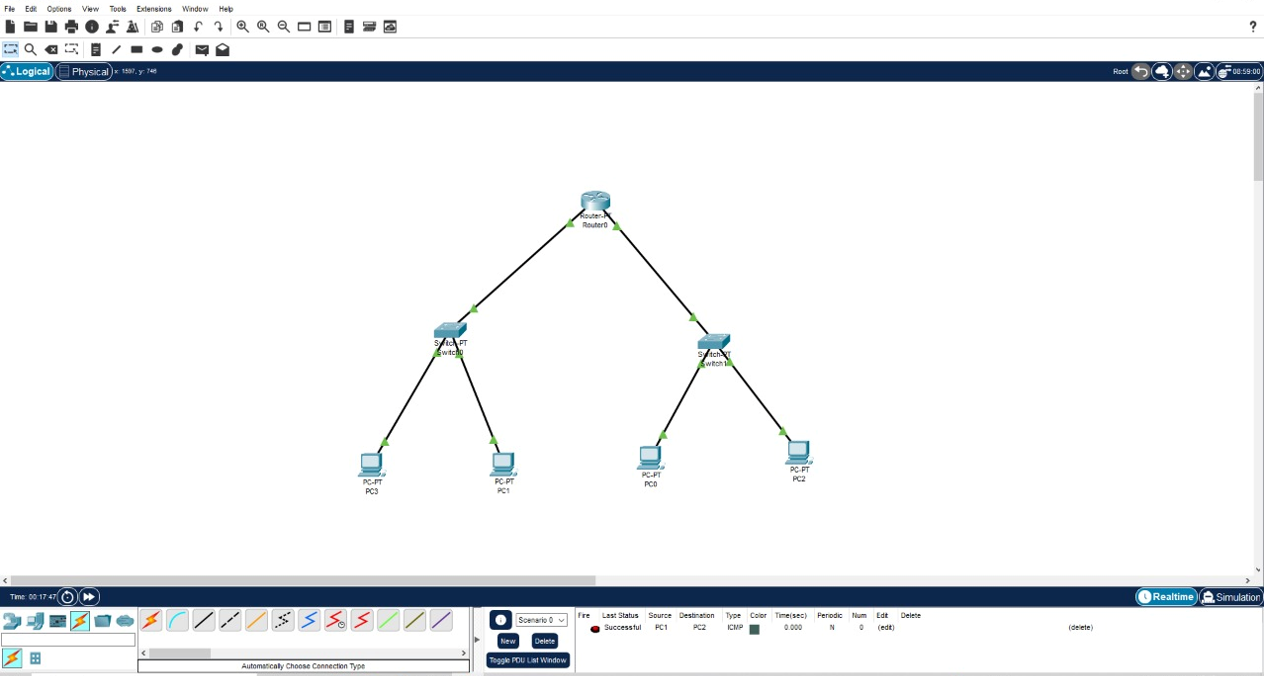 File Edit Options View Tools Extensions Window Help
?
Logical Physical x: 1597, y: 746 Root 08:59:00
Router-PT
Router0
Switch-PT
Switch0
Switch-PT
Switch1
PC-PT
PC3
PC-PT
PC1
PC-PT
PC0
PC-PT
PC2
Time: 00:17:47 Realtime Simulation
Scenario 0
New Delete
Toggle PDU List Window
Fire Last Status Source Destination Type Color Time(sec) Periodic Num Edit Delete
Successful PC1 PC2 ICMP 0.000 N 0 (edit) (delete)
Automatically Choose Connection Type